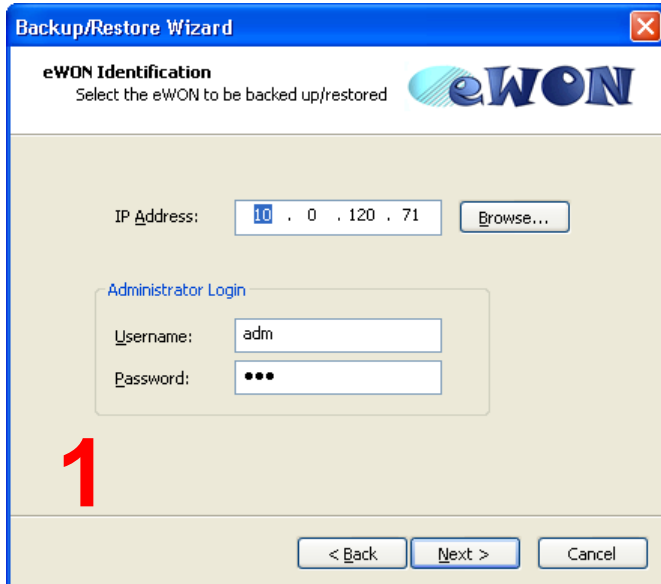 Backup/Restore Wizard
eWON Identification
Select the eWON to be backed up/restored
eWON
IP Address: 10 . 0 . 120 . 71 Browse...
Administrator Login
Username: adm
Password: •••
1
< Back Next > Cancel